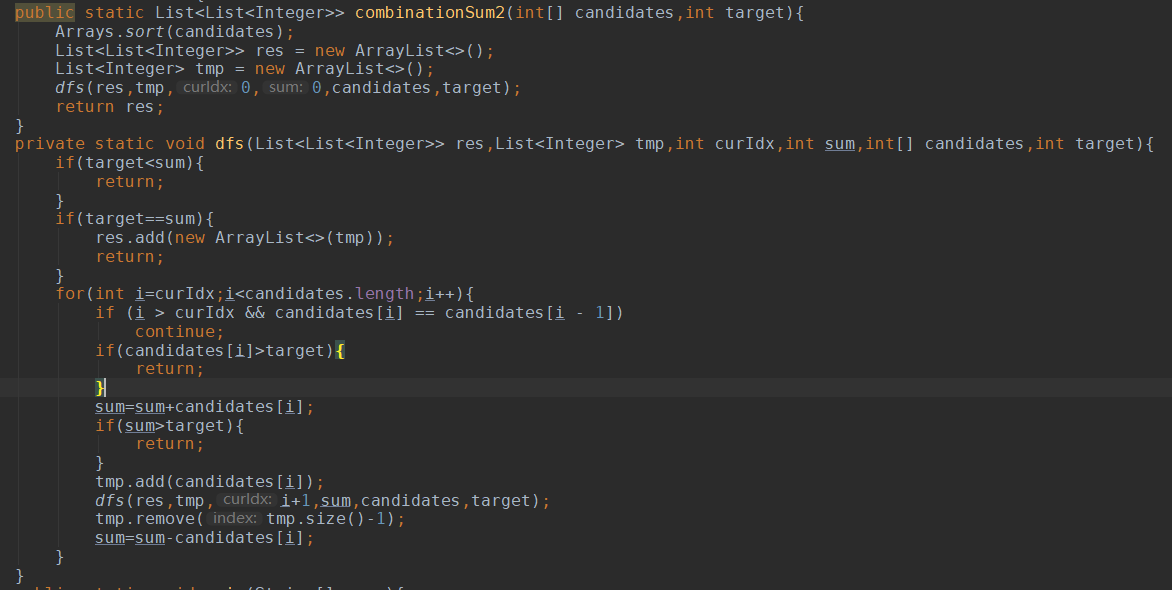 public static List<List<Integer>> combinationSum2(int[] candidates,int target){
    Arrays.sort(candidates);
    List<List<Integer>> res = new ArrayList<>();
    List<Integer> tmp = new ArrayList<>();
    dfs(res,tmp, curIdx: 0, sum: 0,candidates,target);
    return res;
}
private static void dfs(List<List<Integer>> res,List<Integer> tmp,int curIdx,int sum,int[] candidates,int target){
    if(target<sum){
        return;
    }
    if(target==sum){
        res.add(new ArrayList<>(tmp));
        return;
    }
    for(int i=curIdx;i<candidates.length;i++){
        if (i > curIdx && candidates[i] == candidates[i - 1])
            continue;
        if(candidates[i]>target){
            return;
        }
        sum=sum+candidates[i];
        if(sum>target){
            return;
        }
        tmp.add(candidates[i]);
        dfs(res,tmp, curIdx: i+1,sum,candidates,target);
        tmp.remove( index: tmp.size()-1);
        sum=sum-candidates[i];
    }
}